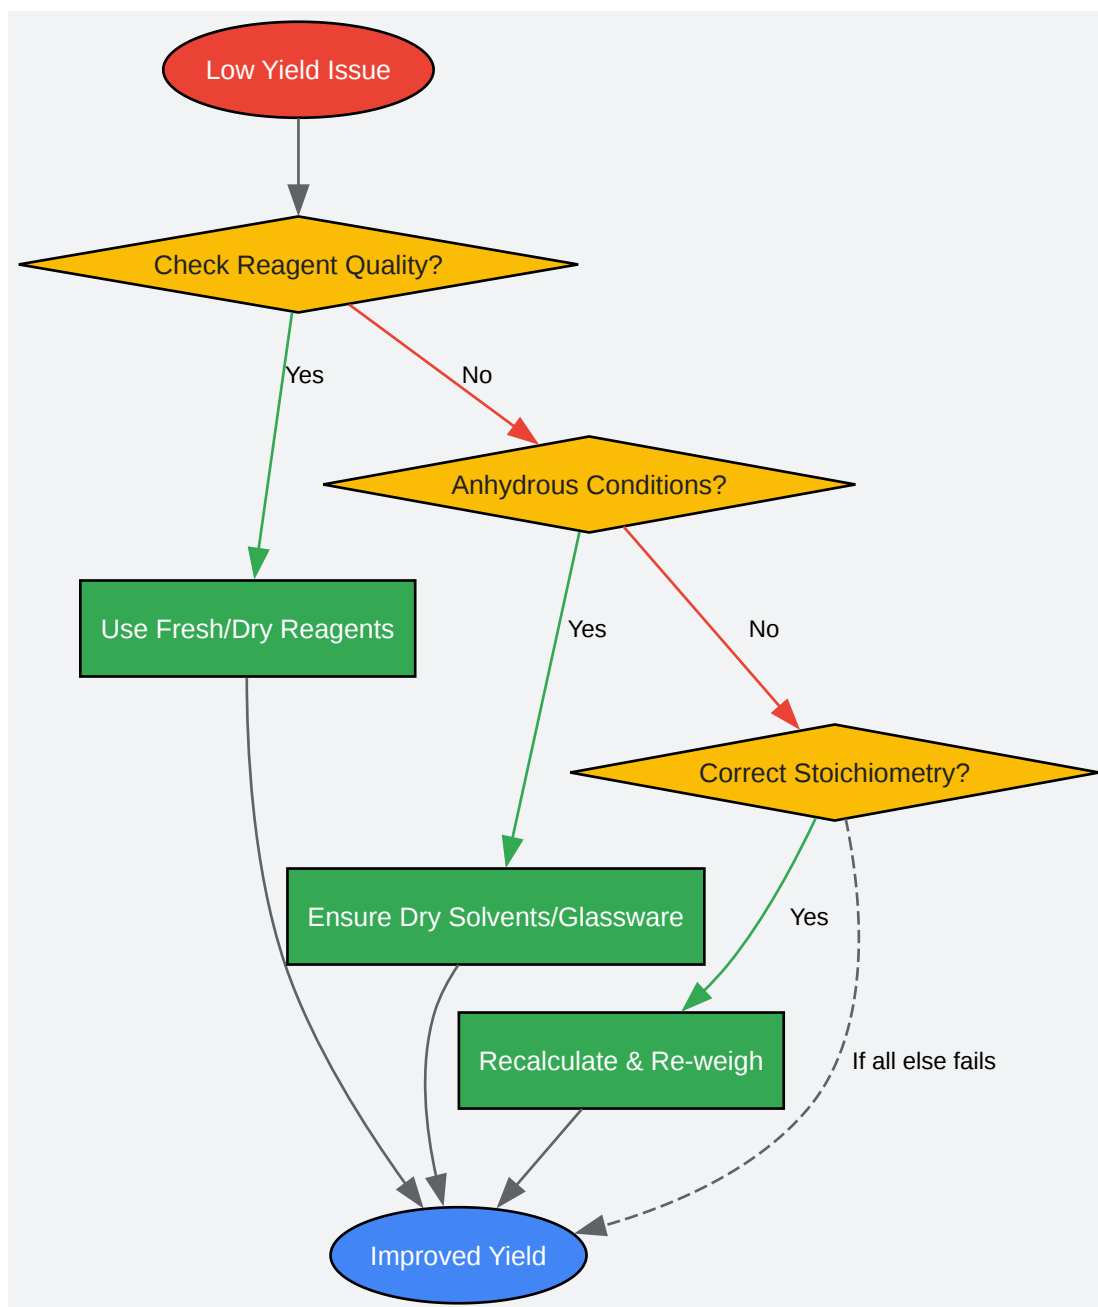 Low Yield Issue
Check Reagent Quality?
Yes
No
Anhydrous Conditions?
Use Fresh/Dry Reagents
Yes
No
Correct Stoichiometry?
Ensure Dry Solvents/Glassware
Yes
Recalculate & Re-weigh
If all else fails
Improved Yield